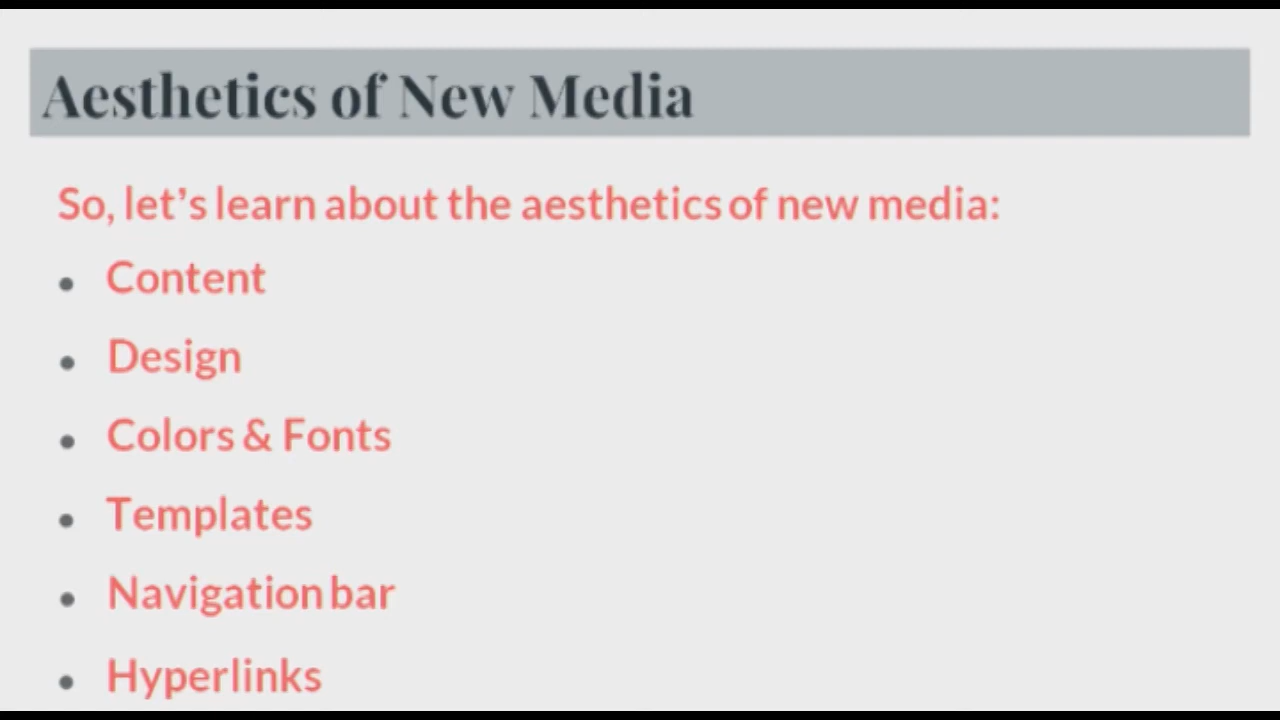 Aesthetics of New Media
So, let's learn about the aesthetics of new media:
• Content
• Design
• Colors & Fonts
• Templates
• Navigation bar
• Hyperlinks